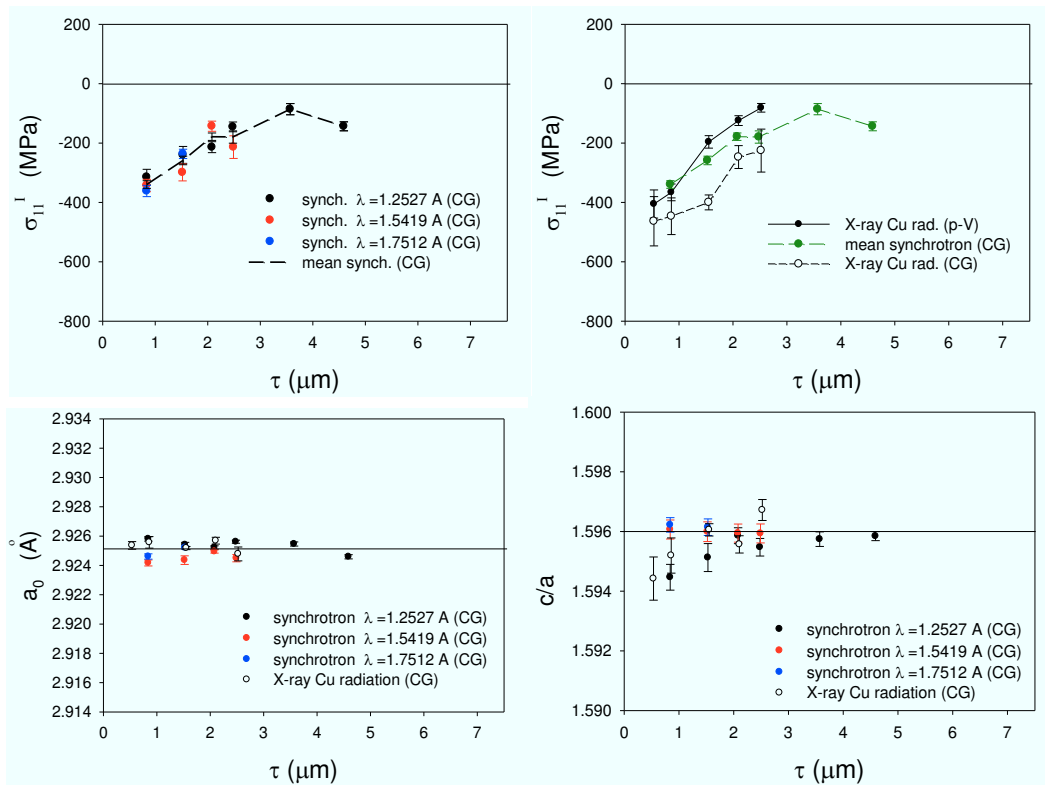 200
0
-200
-400
-600
-800
σ₁₁ᴵ (MPa)
synch. λ =1.2527 A (CG)
synch. λ =1.5419 A (CG)
synch. λ =1.7512 A (CG)
mean synch. (CG)
0 1 2 3 4 5 6 7
τ (μm)
200
0
-200
-400
-600
-800
σ₁₁ᴵ (MPa)
X-ray Cu rad. (p-V)
mean synchrotron (CG)
X-ray Cu rad. (CG)
0 1 2 3 4 5 6 7
τ (μm)
2.934
2.932
2.930
2.928
2.926
2.924
2.922
2.920
2.918
2.916
2.914
a₀ (Å)
synchrotron λ =1.2527 A (CG)
synchrotron λ =1.5419 A (CG)
synchrotron λ =1.7512 A (CG)
X-ray Cu radiation (CG)
0 1 2 3 4 5 6 7
τ (μm)
1.600
1.598
1.596
1.594
1.592
1.590
c/a
synchrotron λ =1.2527 A (CG)
synchrotron λ =1.5419 A (CG)
synchrotron λ =1.7512 A (CG)
X-ray Cu radiation (CG)
0 1 2 3 4 5 6 7
τ (μm)